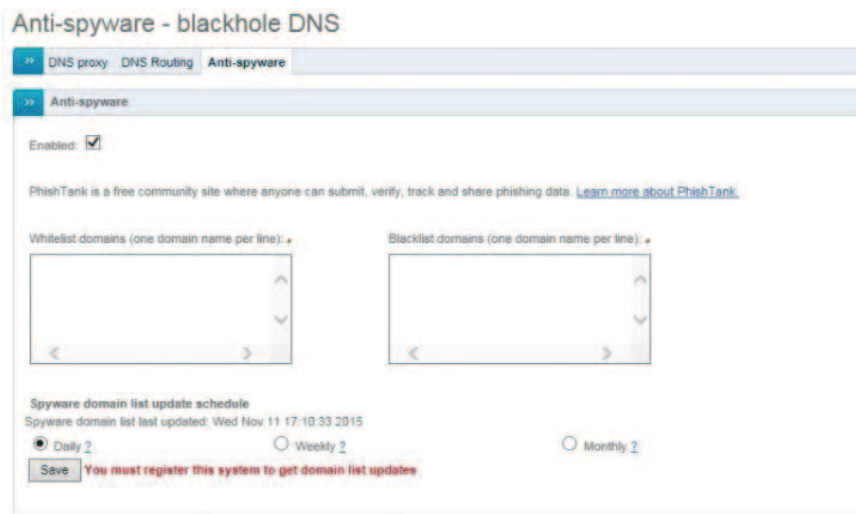 Anti-spyware - blackhole DNS
» DNS proxy DNS Routing Anti-spyware
» Anti-spyware
Enabled:
PhishTank is a free community site where anyone can submit, verify, track and share phishing data. Learn more about PhishTank.
Whitelist domains (one domain name per line): Blacklist domains (one domain name per line):
Spyware domain list update schedule
Spyware domain list last updated: Wed Nov 11 17:10:33 2015
Daily ? Weekly ? Monthly ?
Save You must register this system to get domain list updates